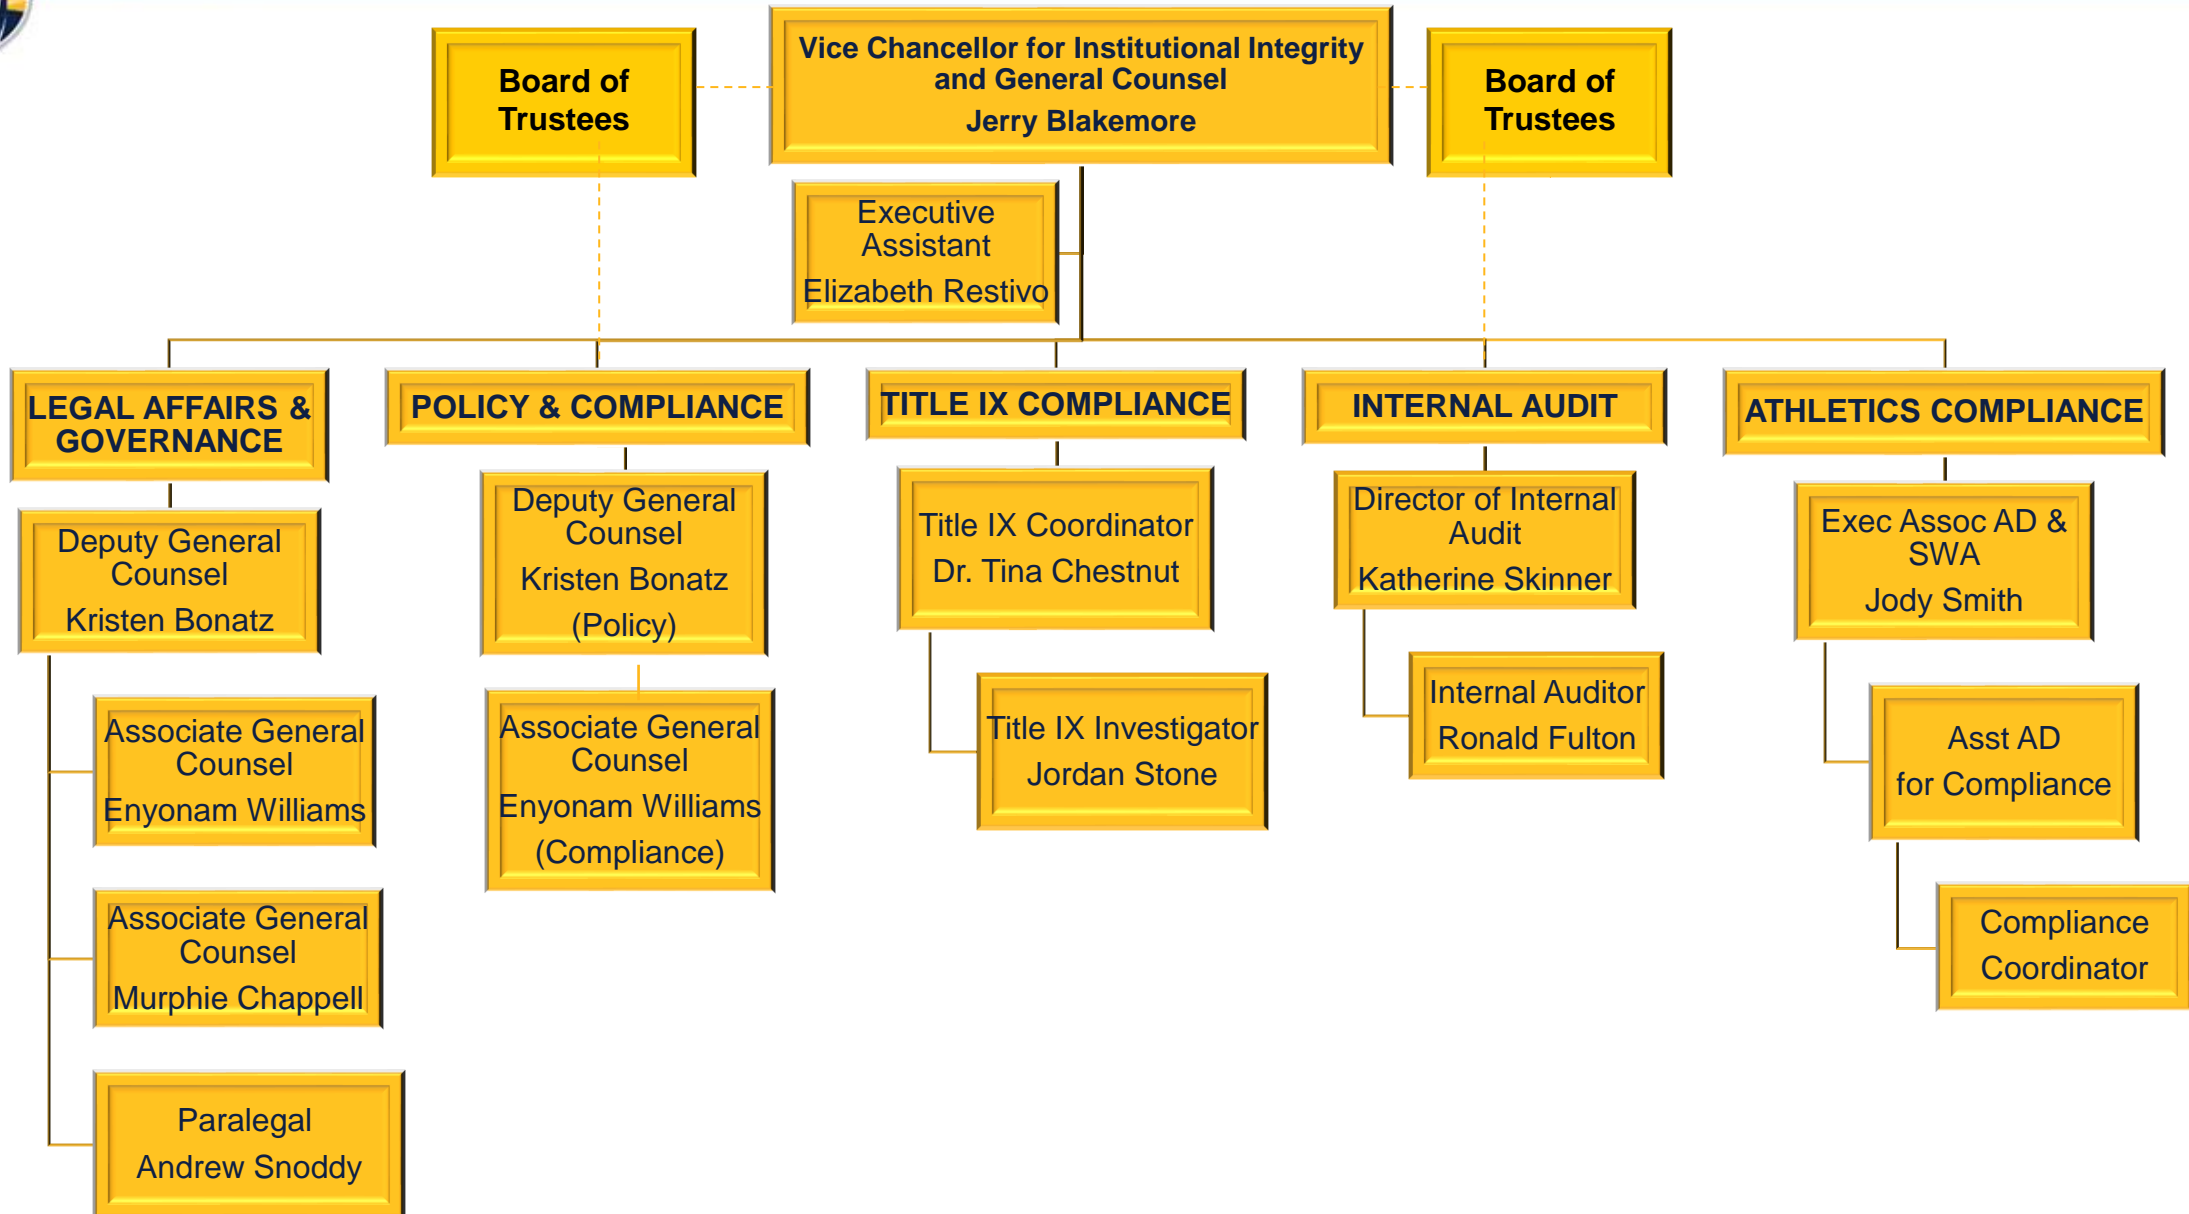 Board of
Trustees
Vice Chancellor for Institutional Integrity
and General Counsel
Jerry Blakemore
Board of
Trustees
Executive
Assistant
Elizabeth Restivo
LEGAL AFFAIRS &
GOVERNANCE
Deputy General
Counsel
Kristen Bonatz
Associate General
Counsel
Enyonam Williams
Associate General
Counsel
Murphie Chappell
Paralegal
Andrew Snoddy
POLICY & COMPLIANCE
Deputy General
Counsel
Kristen Bonatz
(Policy)
Associate General
Counsel
Enyonam Williams
(Compliance)
TITLE IX COMPLIANCE
Title IX Coordinator
Dr. Tina Chestnut
Title IX Investigator
Jordan Stone
INTERNAL AUDIT
Director of Internal
Audit
Katherine Skinner
Internal Auditor
Ronald Fulton
ATHLETICS COMPLIANCE
Exec Assoc AD &
SWA
Jody Smith
Asst AD
for Compliance
Compliance
Coordinator